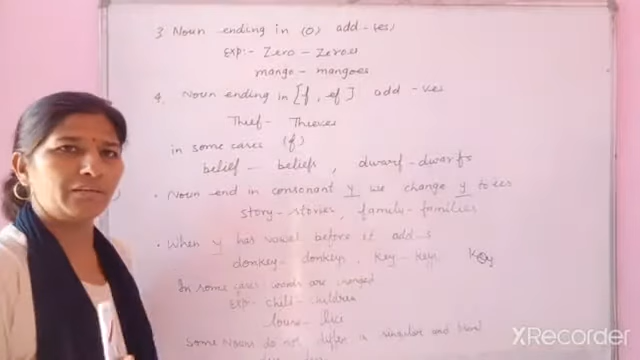 3 Noun ending in (o) add -(es)
Exp:- Zero - Zeroes
mango - mangoes
4. Noun ending in [f, ef] add -ves
Thief - Thieves
in some cases (f)
belief - beliefs, dwarf - dwarfs
• Noun end in consonant y we change y to ies
story - stories, family - families
• When y has vowel before it add s
donkey - donkeys, Key - keys Key
In some cases words are changed
Exp - child - children
louse - lice
Some Nouns do not differ a singular and
XRecorder